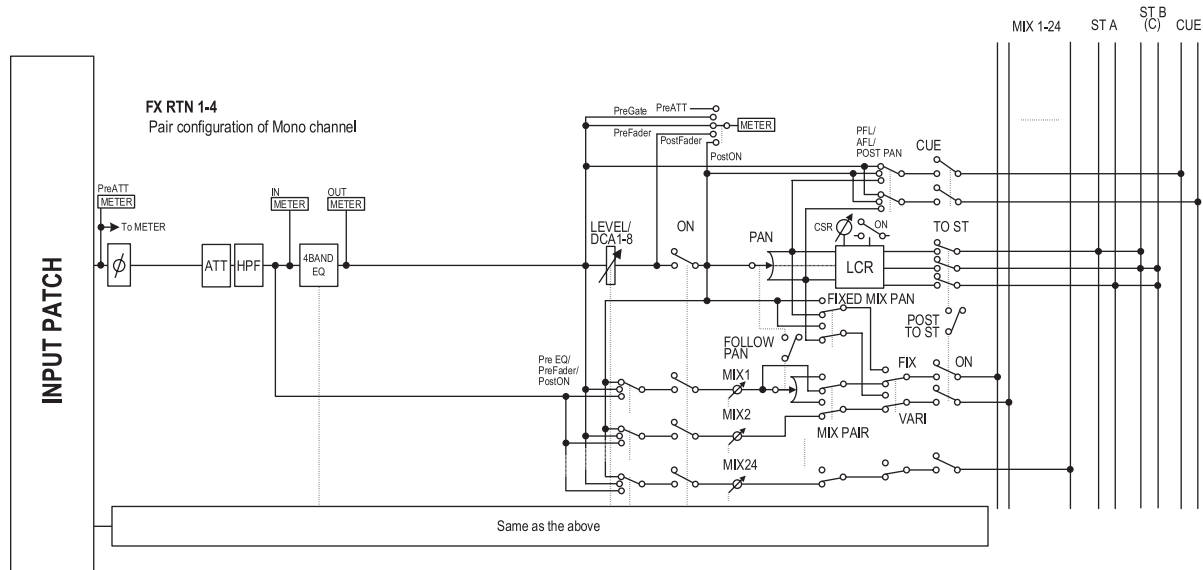 MIX 1-24
ST A
ST B
(C)
CUE
INPUT PATCH
FX RTN 1-4
Pair configuration of Mono channel
PreATT
METER
To METER
ϕ
ATT
HPF
IN
METER
4BAND
EQ
OUT
METER
PreGate
PreATT
METER
PreFader
PostFader
PostON
LEVEL/
DCA1-8
ON
PAN
PFL/
AFL/
POST PAN
CUE
CSR
ON
LCR
TO ST
FIXED MIX PAN
FOLLOW
PAN
POST
TO ST
Pre EQ/
PreFader/
PostON
MIX1
FIX
ON
MIX2
MIX PAIR
VARI
MIX24
Same as the above